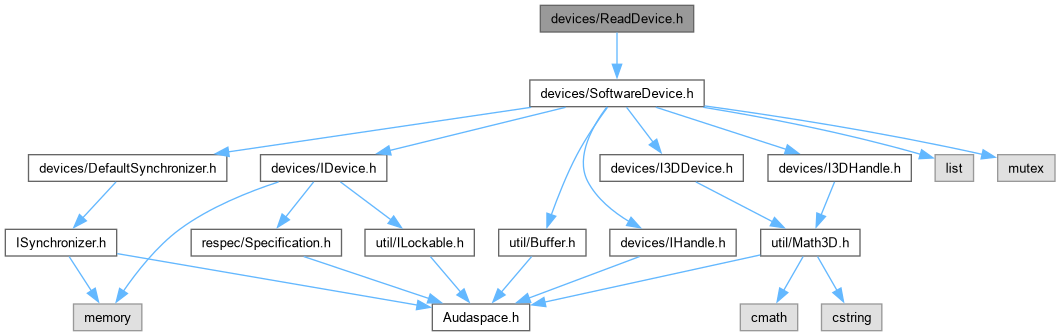 devices/ReadDevice.h
devices/SoftwareDevice.h
devices/DefaultSynchronizer.h
devices/IDevice.h
devices/I3DDevice.h
devices/I3DHandle.h
list
mutex
ISynchronizer.h
respec/Specification.h
util/ILockable.h
util/Buffer.h
devices/IHandle.h
util/Math3D.h
memory
Audaspace.h
cmath
cstring